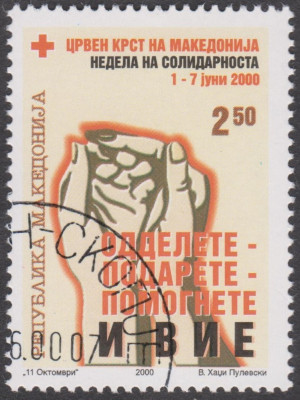 ЦРВЕН КРСТ НА МАКЕДОНИЈА
НЕДЕЛА НА СОЛИДАРНОСТА
1 - 7 јуни 2000
2.50
РЕПУБЛИКА МАКЕДОНИЈА
ОДДЕЛЕТЕ -
ПОДАРЕТЕ -
ПОМОГНЕТЕ
И ВИЕ
„11 Октомври"
2000
В. Хаџи Пулевски